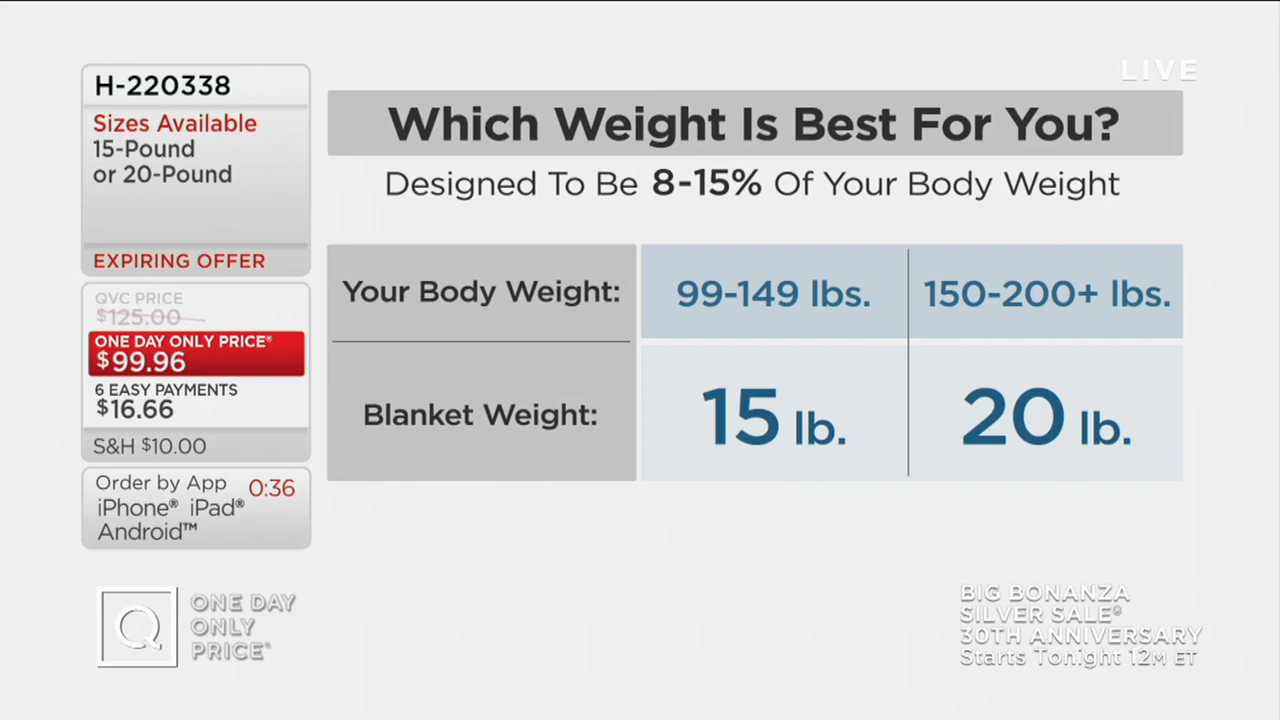 LIVE
H-220338
Sizes Available
15-Pound
or 20-Pound
EXPIRING OFFER
QVC PRICE
$125.00
ONE DAY ONLY PRICE®
$99.96
6 EASY PAYMENTS
$16.66
S&H $10.00
Order by App 0:36
iPhone® iPad®
Android™
Which Weight Is Best For You?
Designed To Be 8-15% Of Your Body Weight
Your Body Weight: 99-149 lbs. 150-200+ lbs.
Blanket Weight: 15 lb. 20 lb.
Q
ONE DAY
ONLY
PRICE®
BIG BONANZA
SILVER SALE®
30TH ANNIVERSARY
Starts Tonight 12M ET